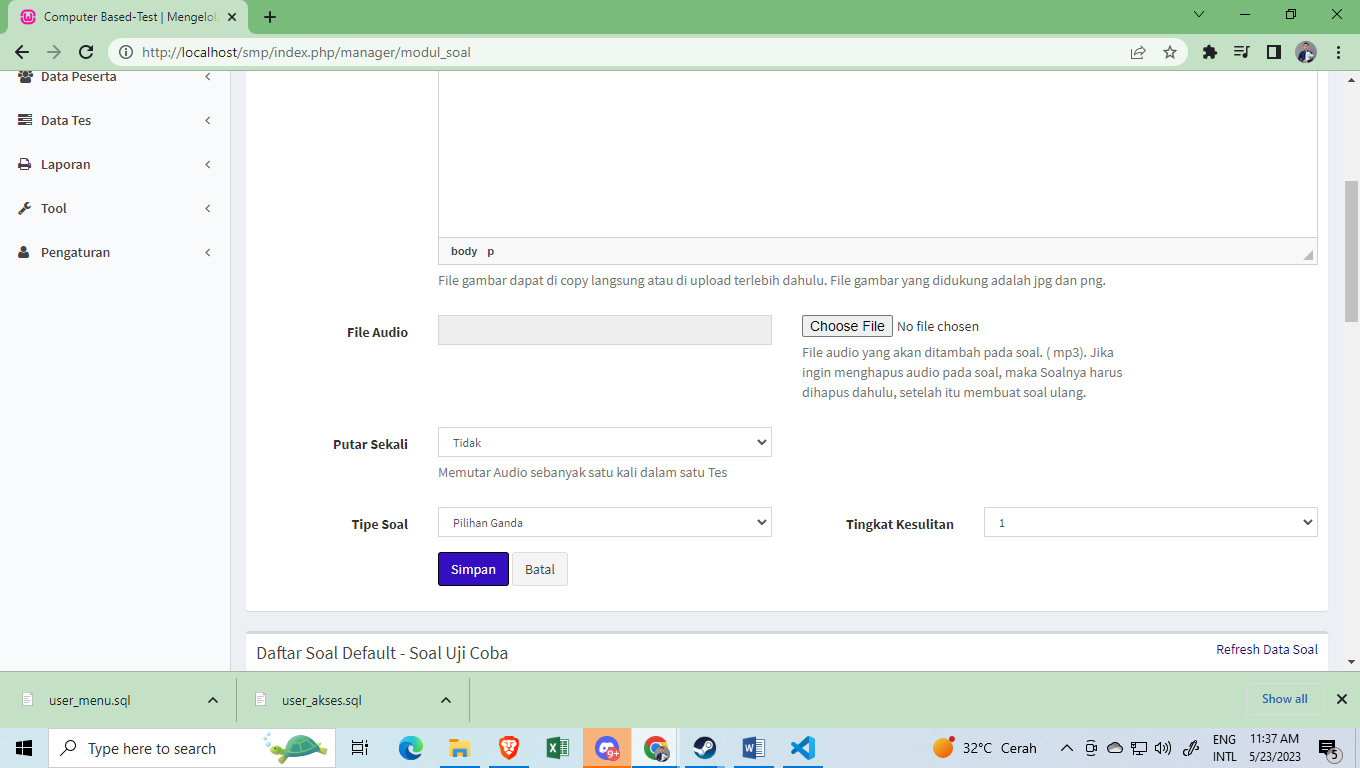 Computer Based-Test | Mengelol
http://localhost/smp/index.php/manager/modul_soal
Data Peserta
Data Tes
Laporan
Tool
Pengaturan
body p
File gambar dapat di copy langsung atau di upload terlebih dahulu. File gambar yang didukung adalah jpg dan png.
File Audio
Choose File No file chosen
File audio yang akan ditambah pada soal. ( mp3). Jika
ingin menghapus audio pada soal, maka Soalnya harus
dihapus dahulu, setelah itu membuat soal ulang.
Putar Sekali
Tidak
Memutar Audio sebanyak satu kali dalam satu Tes
Tipe Soal
Pilihan Ganda
Tingkat Kesulitan
1
Simpan
Batal
Daftar Soal Default - Soal Uji Coba
Refresh Data Soal
user_menu.sql
user_akses.sql
Show all
Type here to search
9+
32°C Cerah
ENG
INTL
11:37 AM
5/23/2023
5